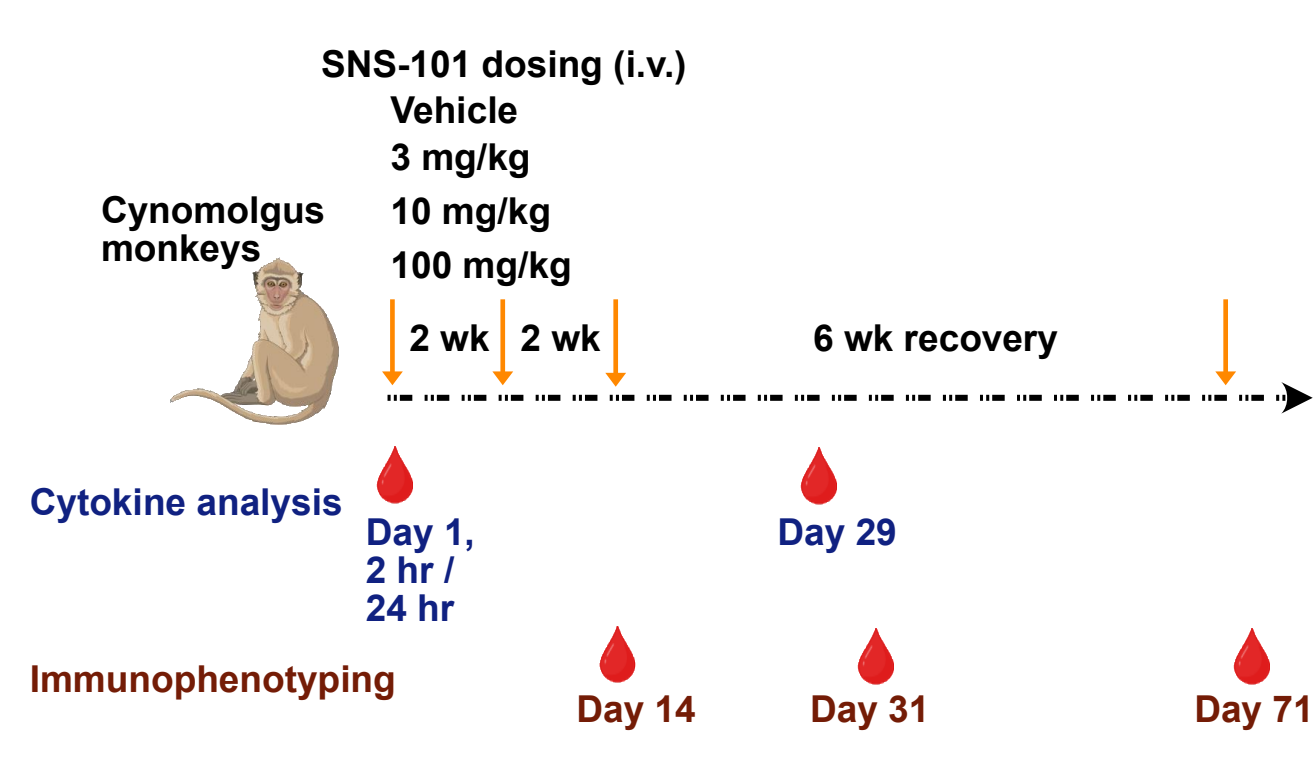 SNS-101 dosing (i.v.)
Vehicle
3 mg/kg
10 mg/kg
100 mg/kg
Cynomolgus
monkeys
2 wk
2 wk
6 wk recovery
Cytokine analysis
Day 1,
2 hr /
24 hr
Day 29
Immunophenotyping
Day 14
Day 31
Day 71